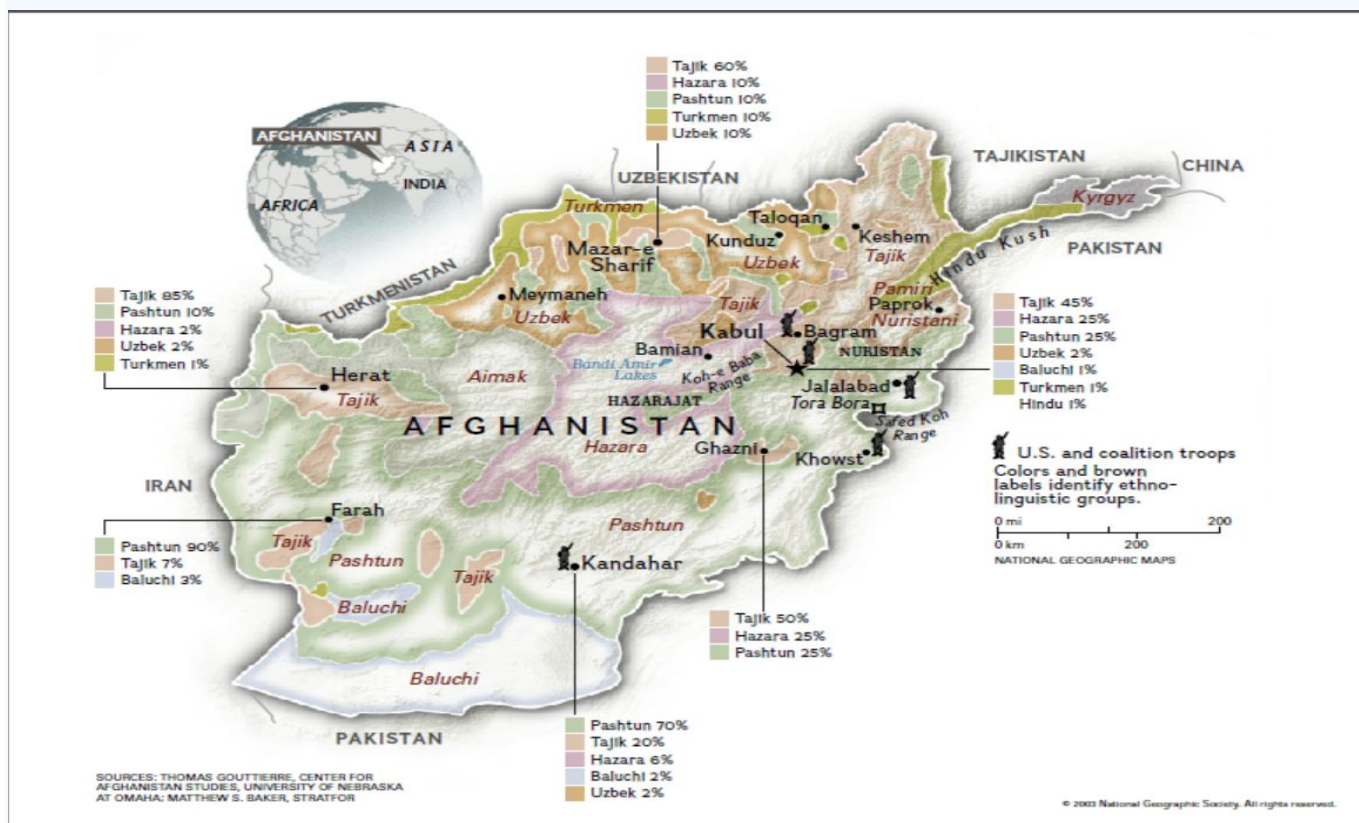 Tajik 60%
Hazara 10%
Pashtun 10%
Turkmen 10%
Uzbek 10%
AFGHANISTAN
ASIA
INDIA
AFRICA
UZBEKISTAN
TAJIKISTAN
CHINA
Kyrgyz
PAKISTAN
Turkmen
Taloqan
Mazar-e
Sharif
Kunduz
Keshem
Uzbek
Tajik
Hindu Kush
TURKMENISTAN
Meymaneh
Uzbek
Tajik
Pamiri
Paprok
Nuristani
Tajik 85%
Pashtun 10%
Hazara 2%
Uzbek 2%
Turkmen 1%
Tajik 45%
Hazara 25%
Pashtun 25%
Uzbek 2%
Baluchi 1%
Turkmen 1%
Hindu 1%
Kabul
Bagram
Bamian
NURISTAN
Bandi Amir
Lakes
Koh-e Baba
Range
Herat
Tajik
Aimak
Jalalabad
Tora Bora
HAZARAJAT
Safed Koh
Range
AFGHANISTAN
Hazara
Ghazni
Khowst
U.S. and coalition troops
Colors and brown
labels identify ethno-
linguistic groups.
0 mi 200
0 km 200
NATIONAL GEOGRAPHIC MAPS
IRAN
Farah
Tajik
Pashtun
Pashtun
Tajik
Kandahar
Pashtun 90%
Tajik 7%
Baluchi 3%
Baluchi
Tajik 50%
Hazara 25%
Pashtun 25%
Baluchi
PAKISTAN
Pashtun 70%
Tajik 20%
Hazara 6%
Baluchi 2%
Uzbek 2%
SOURCES: THOMAS GOUTTIERRE, CENTER FOR
AFGHANISTAN STUDIES, UNIVERSITY OF NEBRASKA
AT OMAHA; MATTHEW S. BAKER, STRATFOR
© 2003 National Geographic Society. All rights reserved.